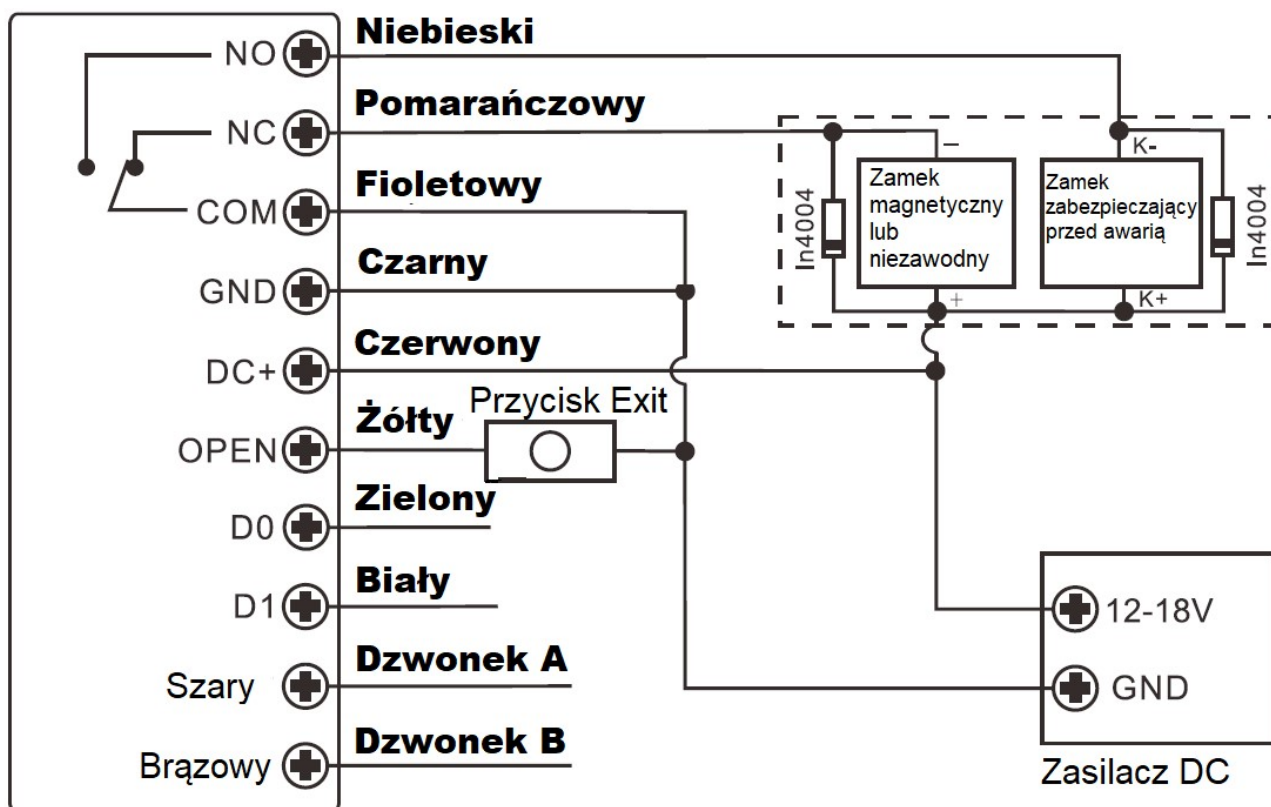 NO
Niebieski
NC
Pomarańczowy
COM
Fioletowy
GND
Czarny
DC+
Czerwony
OPEN
Żółty
Przycisk Exit
D0
Zielony
D1
Biały
Szary
Dzwonek A
Brązowy
Dzwonek B
In4004
−
Zamek
magnetyczny
lub
niezawodny
+
K-
Zamek
zabezpieczający
przed awarią
K+
In4004
12-18V
GND
Zasilacz DC